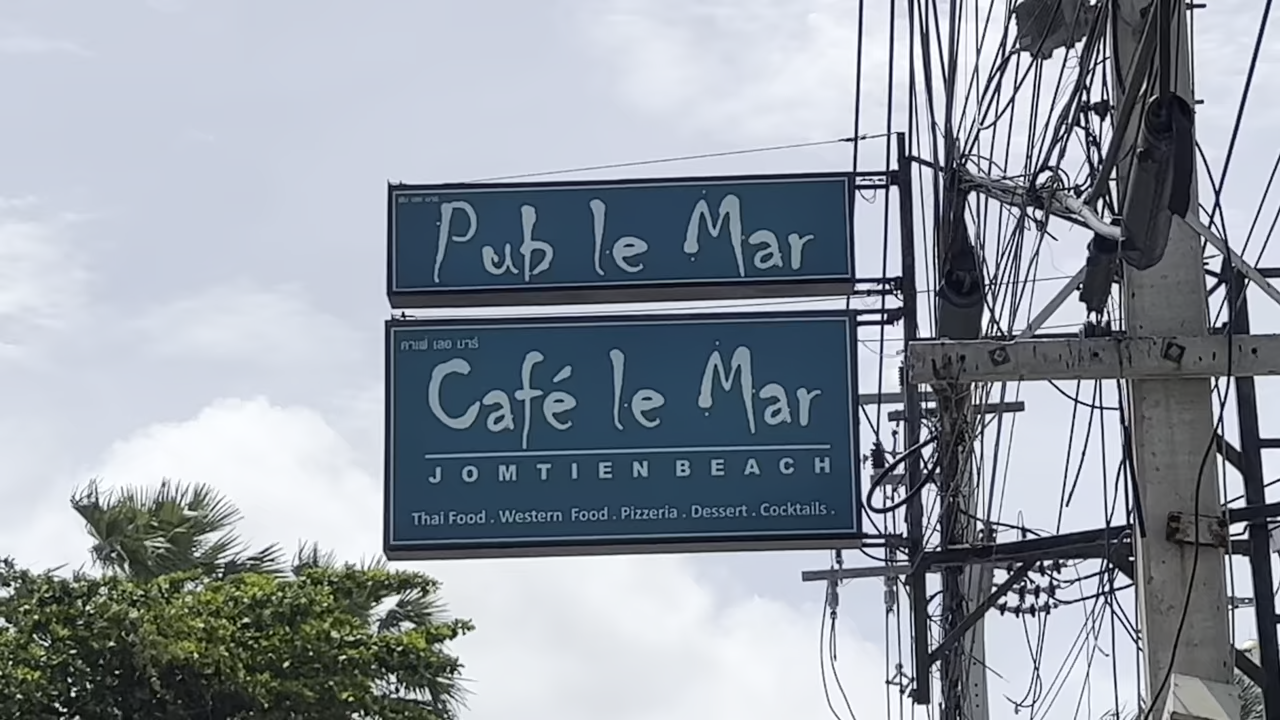 ผับ เลอ มาร์
Pub le Mar
คาเฟ่ เลอ มาร์
Café le Mar
JOMTIEN BEACH
Thai Food . Western Food . Pizzeria . Dessert . Cocktails .